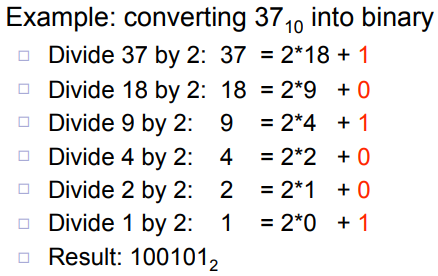 Example: converting 37₁₀ into binary
Divide 37 by 2: 37 = 2*18 + 1
Divide 18 by 2: 18 = 2*9 + 0
Divide 9 by 2: 9 = 2*4 + 1
Divide 4 by 2: 4 = 2*2 + 0
Divide 2 by 2: 2 = 2*1 + 0
Divide 1 by 2: 1 = 2*0 + 1
Result: 100101₂